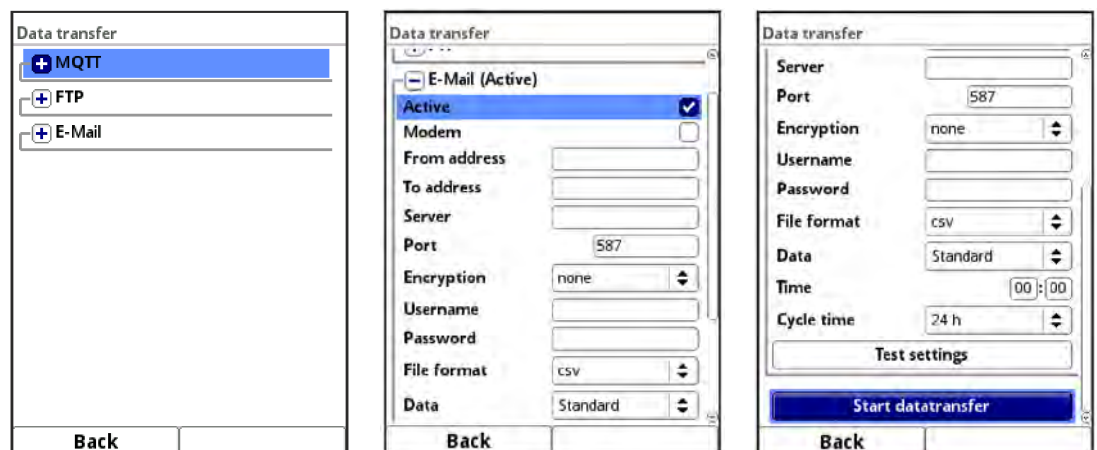 Data transfer
MQTT
FTP
E-Mail
Back
Data transfer
E-Mail (Active)
Active
Modem
From address
To address
Server
Port 587
Encryption none
Username
Password
File format csv
Data Standard
Back
Data transfer
Server
Port 587
Encryption none
Username
Password
File format csv
Data Standard
Time 00:00
Cycle time 24 h
Test settings
Start datatransfer
Back